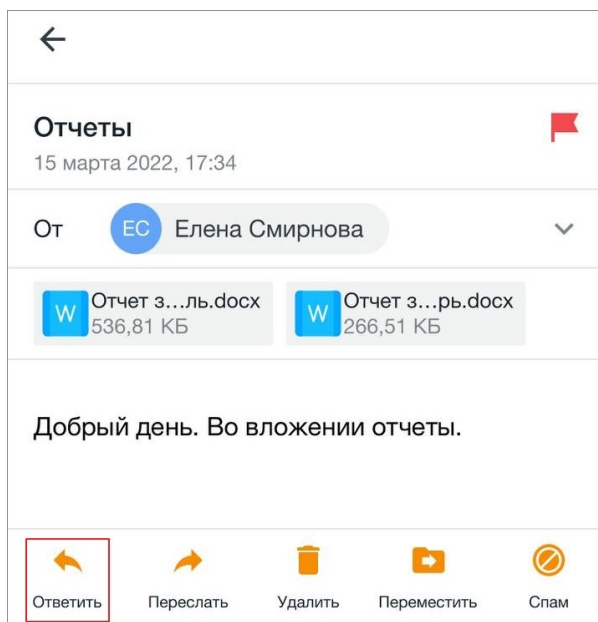 Отчеты
15 марта 2022, 17:34
От ЕС Елена Смирнова
W Отчет з...ль.docx W Отчет з...рь.docx
536,81 КБ 266,51 КБ
Добрый день. Во вложении отчеты.
Ответить Переслать Удалить Переместить Спам